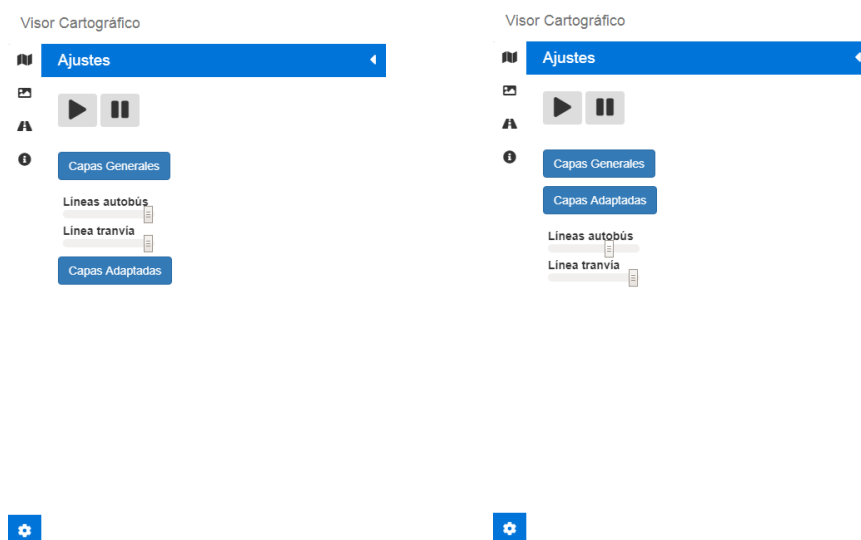 Visor Cartográfico
Ajustes
Capas Generales
Líneas autobús
Línea tranvía
Capas Adaptadas
Visor Cartográfico
Ajustes
Capas Generales
Capas Adaptadas
Líneas autobús
Línea tranvía